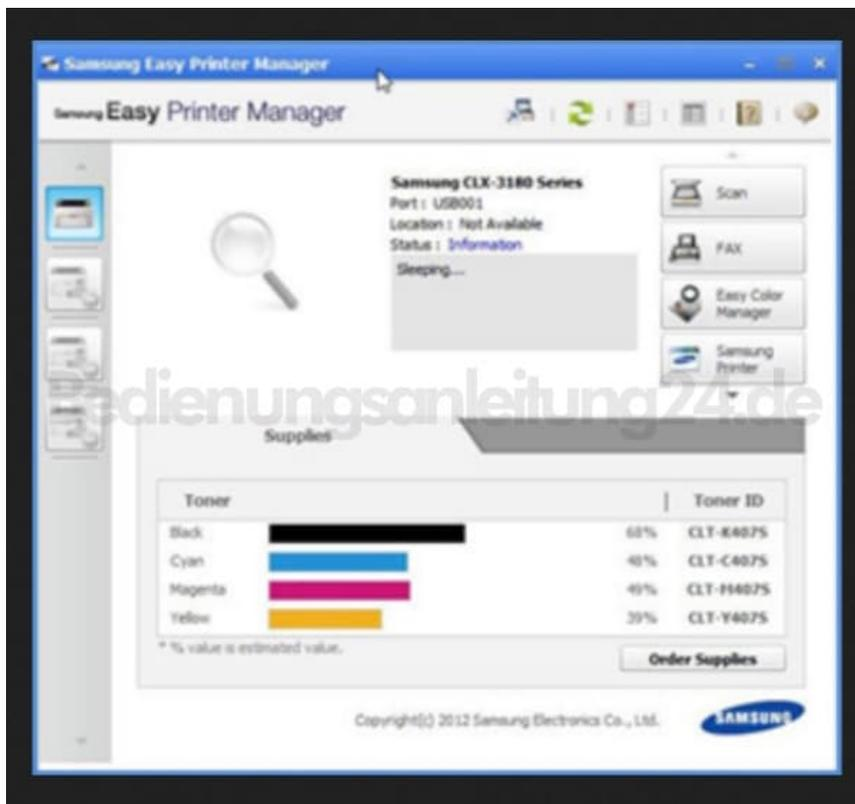 Samsung Easy Printer Manager
Samsung Easy Printer Manager
Samsung CLX-3180 Series
Port : USB001
Location : Not Available
Status : Information
Sleeping...
Scan
FAX
Easy Color
Manager
Samsung
Printer
Bedienungsanleitung24.de
Supplies
Toner
Toner ID
Black 68% CLT-K407S
Cyan 48% CLT-C407S
Magenta 49% CLT-M407S
Yellow 39% CLT-Y407S
* % value is estimated value.
Order Supplies
Copyright(c) 2012 Samsung Electronics Co., Ltd.
SAMSUNG